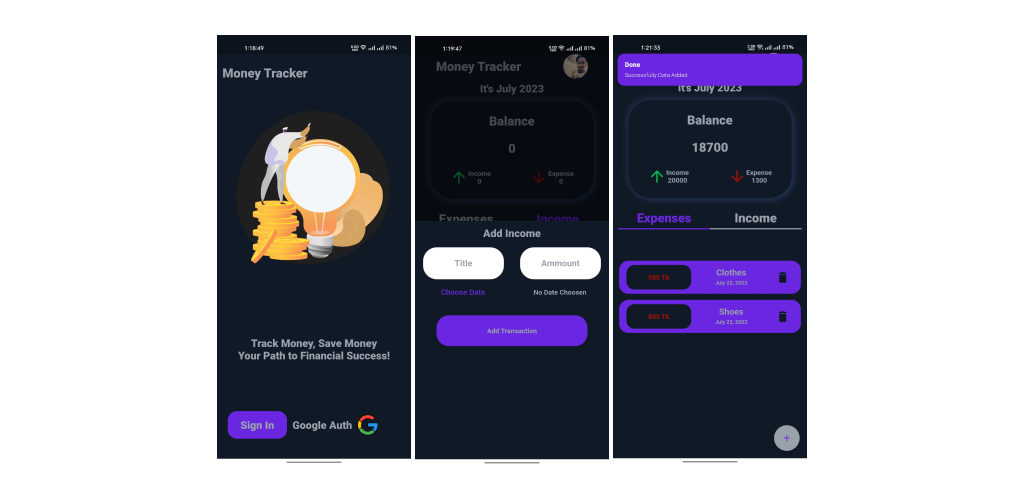 1:18:49
81%
Money Tracker
Track Money, Save Money
Your Path to Financial Success!
Sign In
Google Auth
1:19:47
81%
Money Tracker
It's July 2023
Balance
0
Income
0
Expense
0
Expenses
Income
Add Income
Title
Ammount
Choose Date
No Date Choosen
Add Transaction
1:21:33
81%
Done
Successfully Data Added
It's July 2023
Balance
18700
Income
20000
Expense
1300
Expenses
Income
500 Tk
Clothes
July 22, 2023
800 Tk
Shoes
July 22, 2023
+